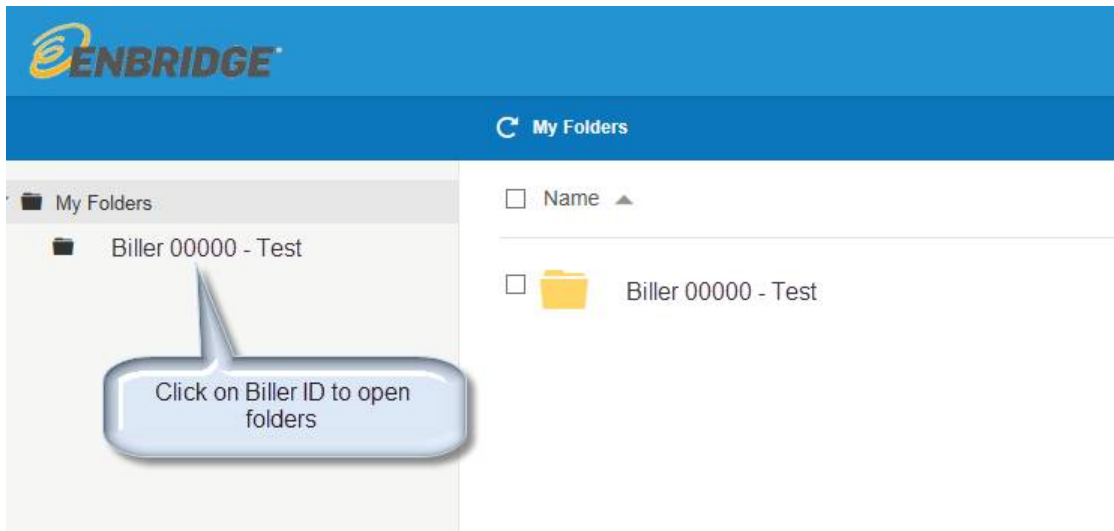 ENBRIDGE
My Folders
My Folders
Name
Biller 00000 - Test
Biller 00000 - Test
Click on Biller ID to open
folders